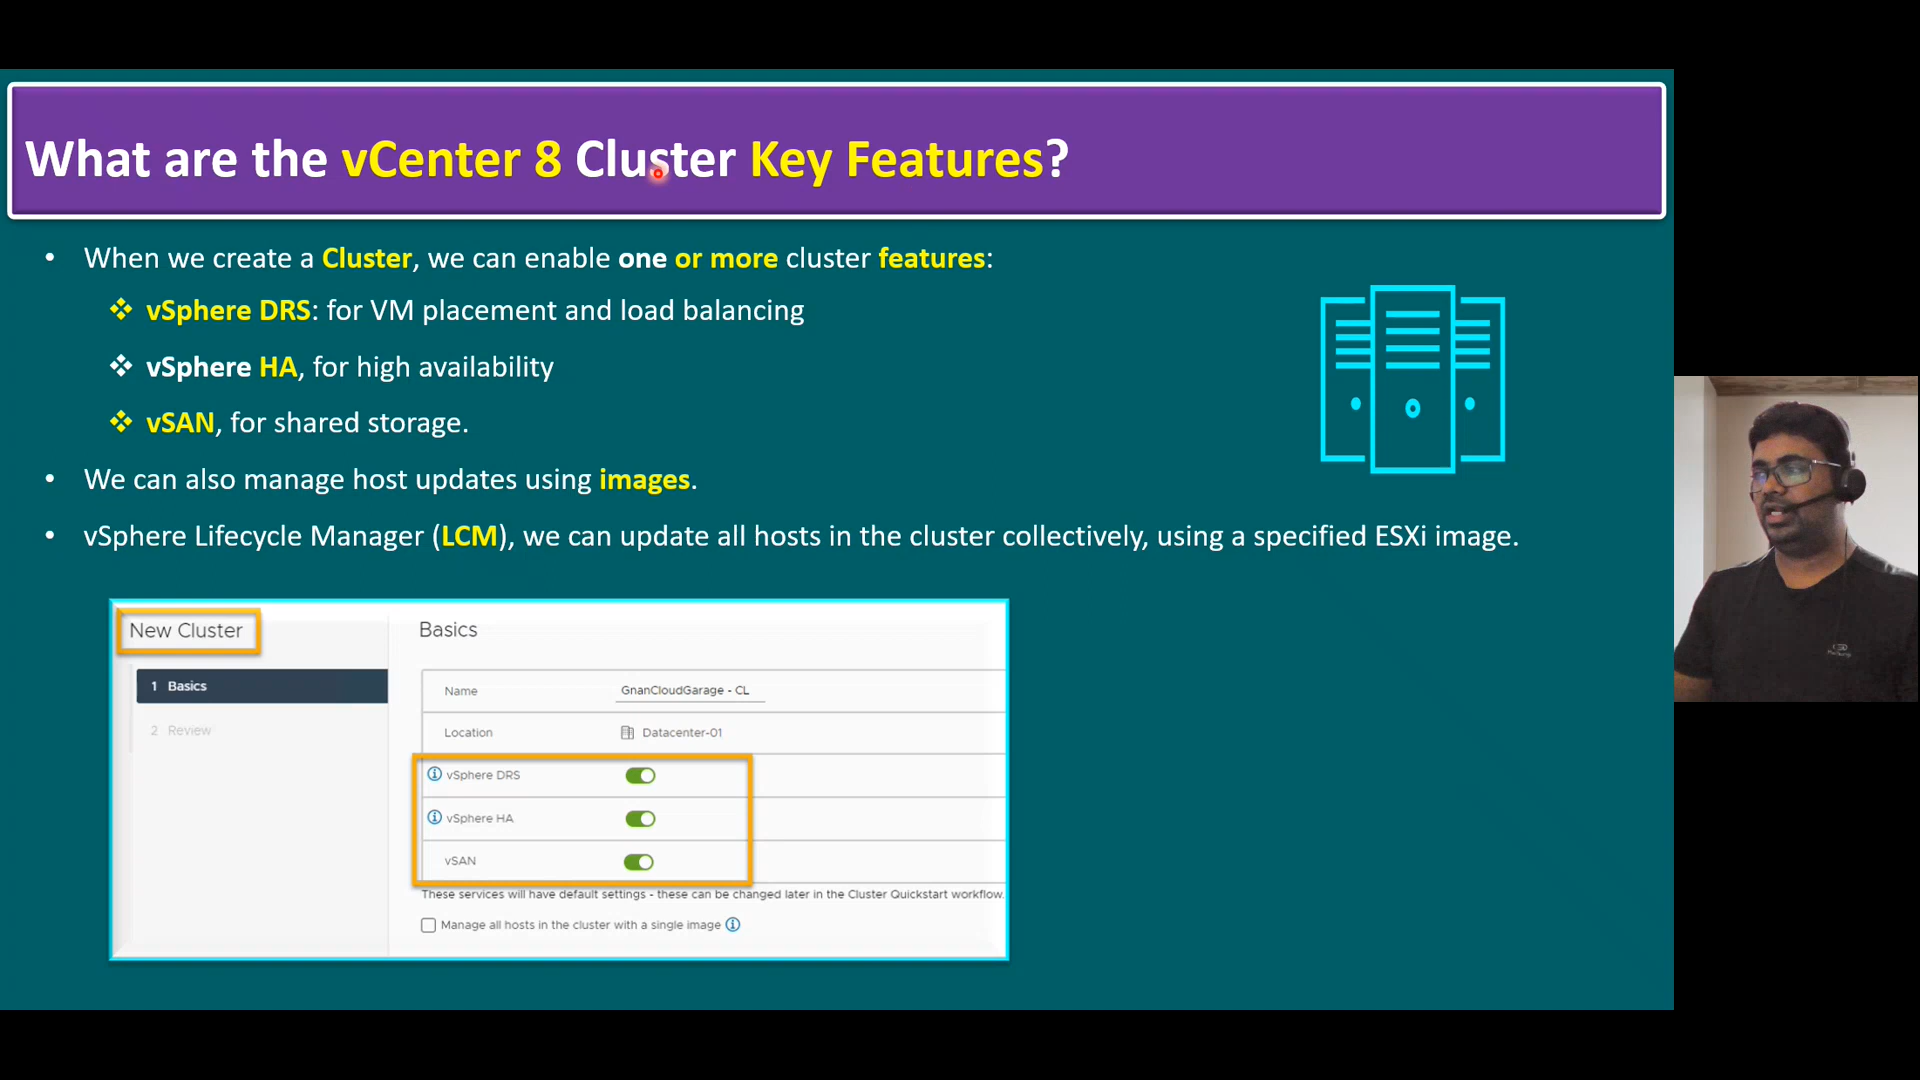 What are the vCenter 8 Cluster Key Features?
• When we create a Cluster, we can enable one or more cluster features:
❖ vSphere DRS: for VM placement and load balancing
❖ vSphere HA, for high availability
❖ vSAN, for shared storage.
• We can also manage host updates using images.
• vSphere Lifecycle Manager (LCM), we can update all hosts in the cluster collectively, using a specified ESXi image.
New Cluster
1 Basics
2 Review
Basics
Name GnanCloudGarage - CL
Location Datacenter-01
vSphere DRS
vSphere HA
vSAN
These services will have default settings - these can be changed later in the Cluster Quickstart workflow.
Manage all hosts in the cluster with a single image